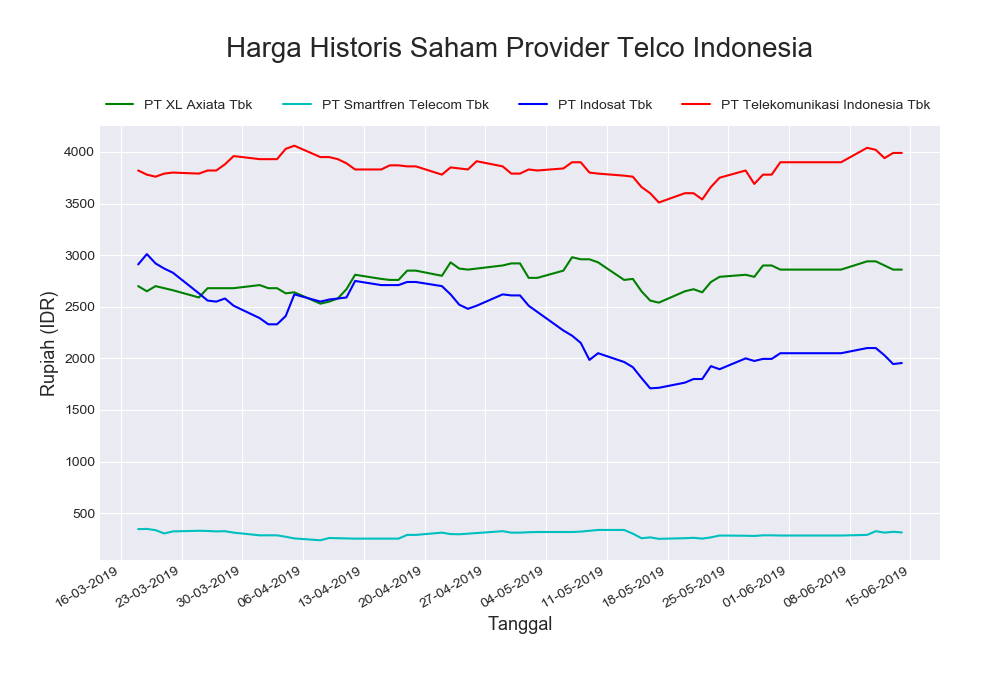 Harga Historis Saham Provider Telco Indonesia
PT XL Axiata Tbk PT Smartfren Telecom Tbk PT Indosat Tbk PT Telekomunikasi Indonesia Tbk
4000
3500
3000
2500
2000
1500
1000
500
Rupiah (IDR)
16-03-2019 23-03-2019 30-03-2019 06-04-2019 13-04-2019 20-04-2019 27-04-2019 04-05-2019 11-05-2019 18-05-2019 25-05-2019 01-06-2019 08-06-2019 15-06-2019
Tanggal